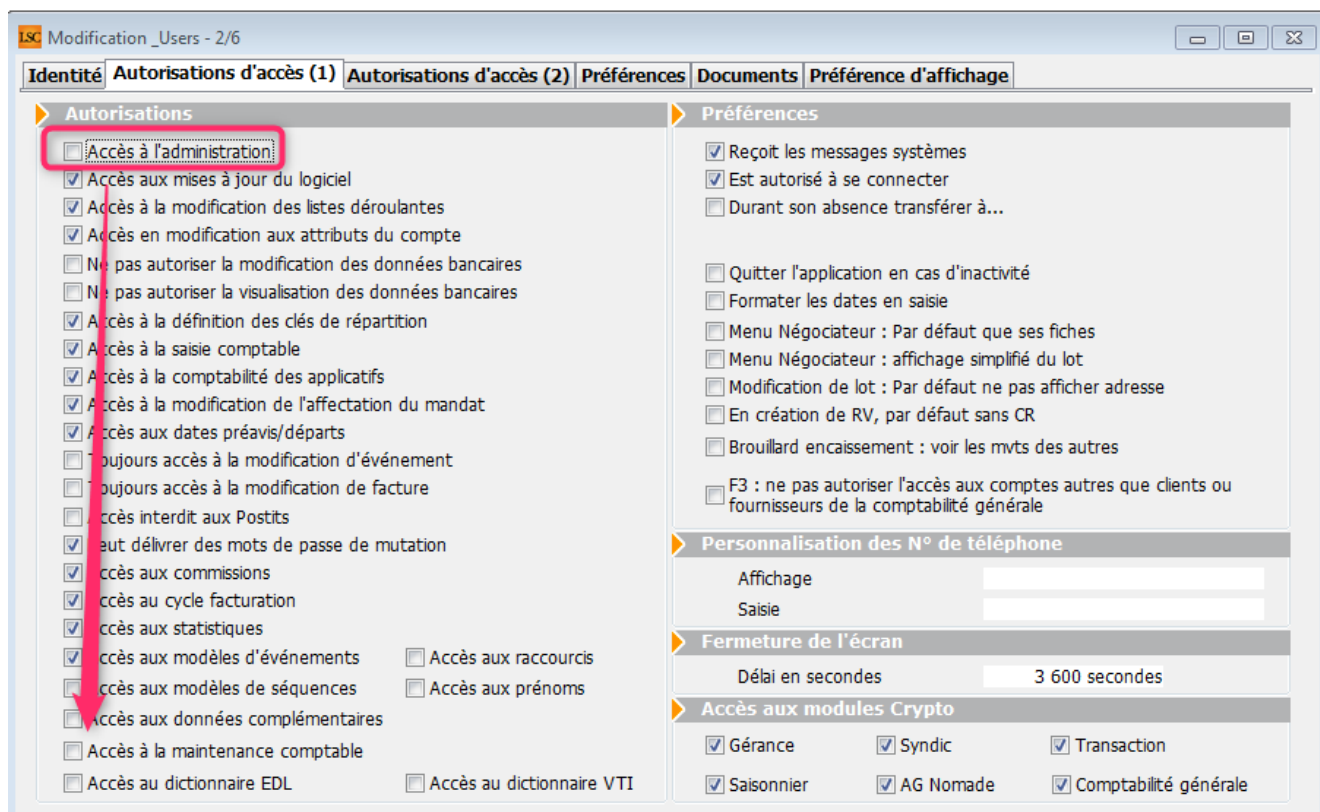 LSC Modification _Users - 2/6
Identité Autorisations d'accès (1) Autorisations d'accès (2) Préférences Documents Préférence d'affichage
Autorisations
Accès à l'administration
Accès aux mises à jour du logiciel
Accès à la modification des listes déroulantes
Accès en modification aux attributs du compte
Ne pas autoriser la modification des données bancaires
Ne pas autoriser la visualisation des données bancaires
Accès à la définition des clés de répartition
Accès à la saisie comptable
Accès à la comptabilité des applicatifs
Accès à la modification de l'affectation du mandat
Accès aux dates préavis/départs
Toujours accès à la modification d'événement
Toujours accès à la modification de facture
Accès interdit aux Postits
Peut délivrer des mots de passe de mutation
Accès aux commissions
Accès au cycle facturation
Accès aux statistiques
Accès aux modèles d'événements Accès aux raccourcis
Accès aux modèles de séquences Accès aux prénoms
Accès aux données complémentaires
Accès à la maintenance comptable
Accès au dictionnaire EDL Accès au dictionnaire VTI
Préférences
Reçoit les messages systèmes
Est autorisé à se connecter
Durant son absence transférer à...
Quitter l'application en cas d'inactivité
Formater les dates en saisie
Menu Négociateur : Par défaut que ses fiches
Menu Négociateur : affichage simplifié du lot
Modification de lot : Par défaut ne pas afficher adresse
En création de RV, par défaut sans CR
Brouillard encaissement : voir les mvts des autres
F3 : ne pas autoriser l'accès aux comptes autres que clients ou
fournisseurs de la comptabilité générale
Personnalisation des N° de téléphone
Affichage
Saisie
Fermeture de l'écran
Délai en secondes 3 600 secondes
Accès aux modules Crypto
Gérance Syndic Transaction
Saisonnier AG Nomade Comptabilité générale